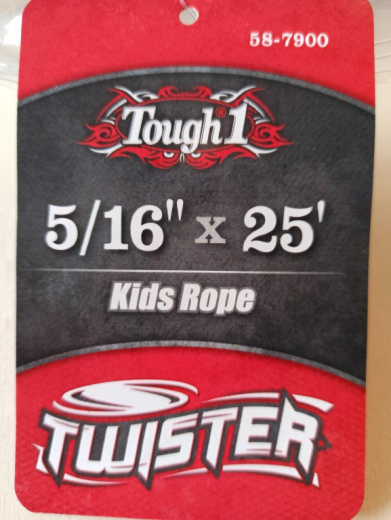 58-7900
Tough®1
5/16" x 25'
Kids Rope
TWISTER